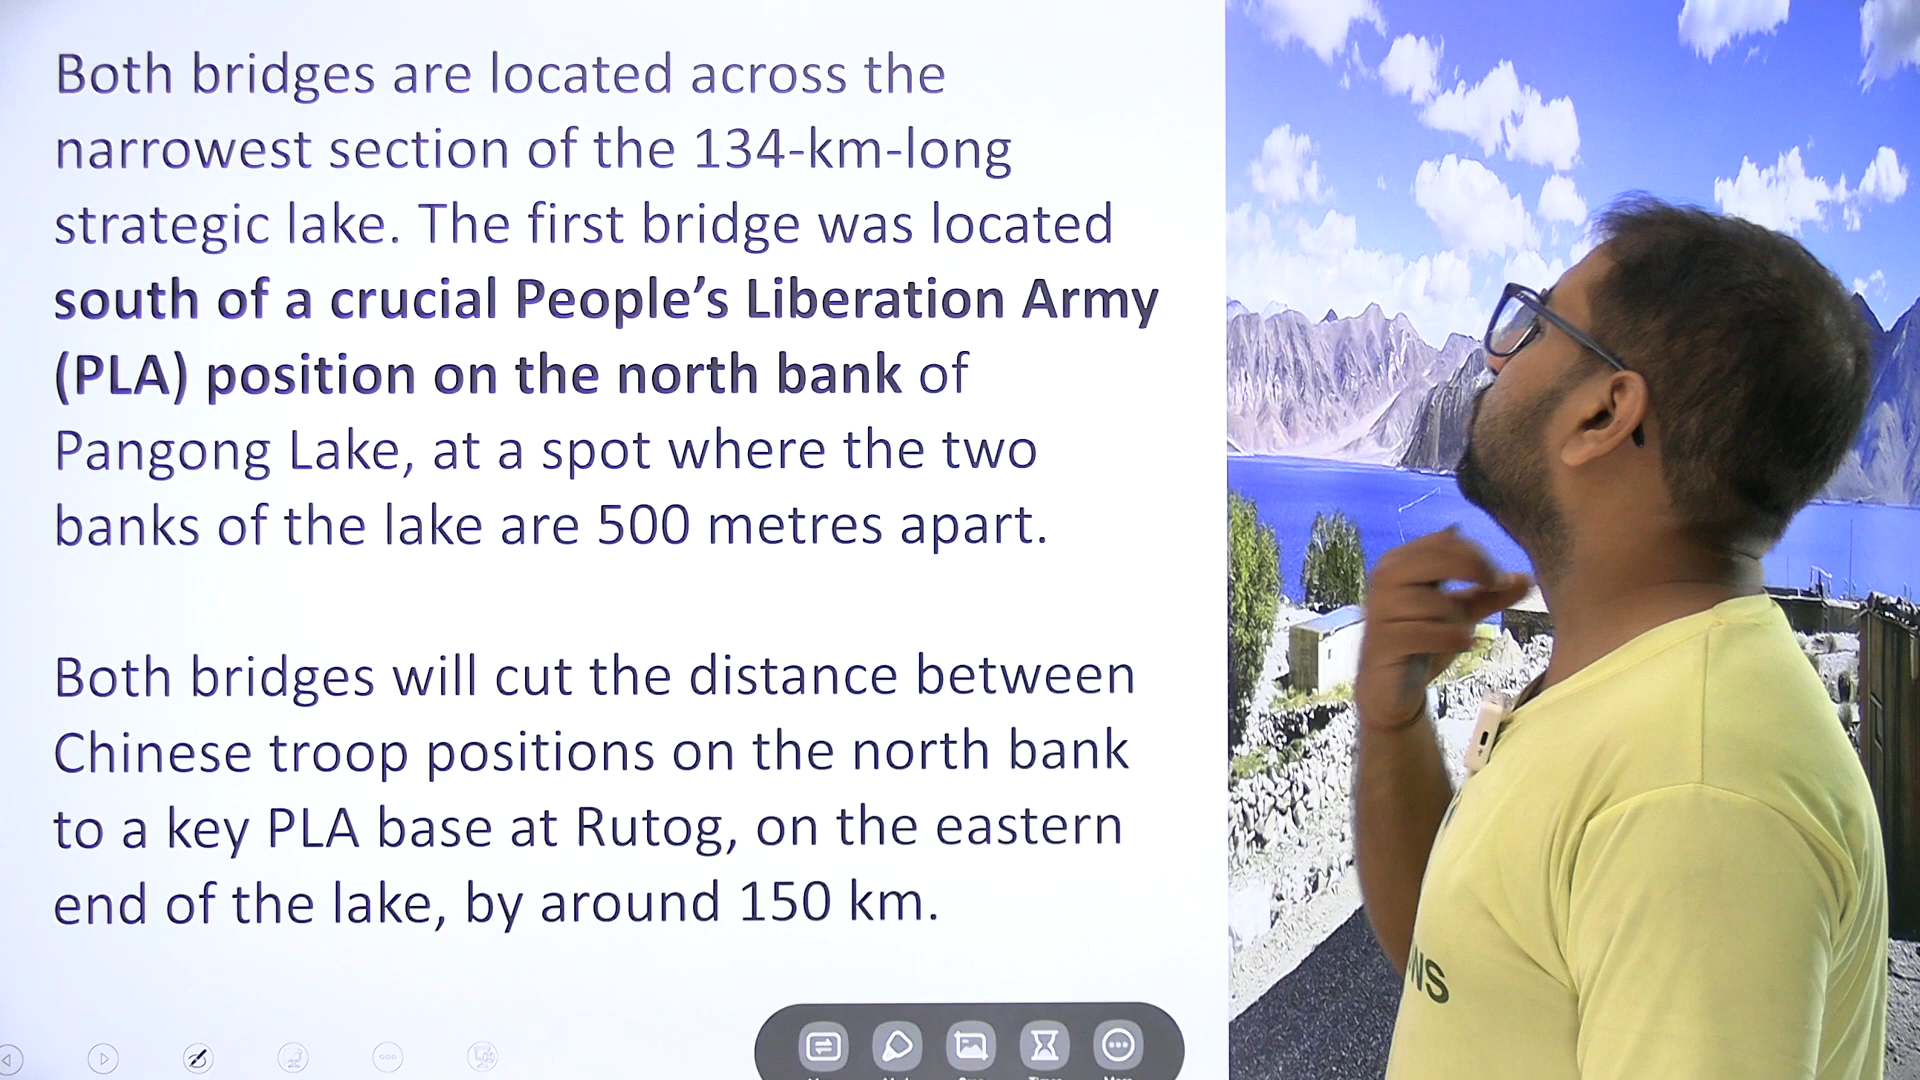 Both bridges are located across the
narrowest section of the 134-km-long
strategic lake. The first bridge was located
south of a crucial People’s Liberation Army
(PLA) position on the north bank of
Pangong Lake, at a spot where the two
banks of the lake are 500 metres apart.
Both bridges will cut the distance between
Chinese troop positions on the north bank
to a key PLA base at Rutog, on the eastern
end of the lake, by around 150 km.
NS